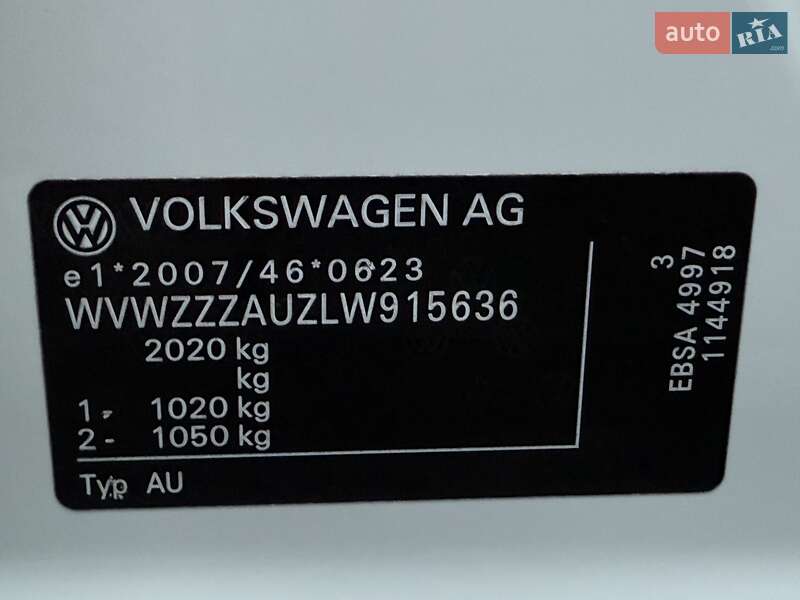 auto RIA .com
VOLKSWAGEN AG
e1*2007/46*0623
WVWZZZAUZLW915636
2020 kg
kg
1- 1020 kg
2- 1050 kg
Typ AU
3
EBSA 4997
1144918